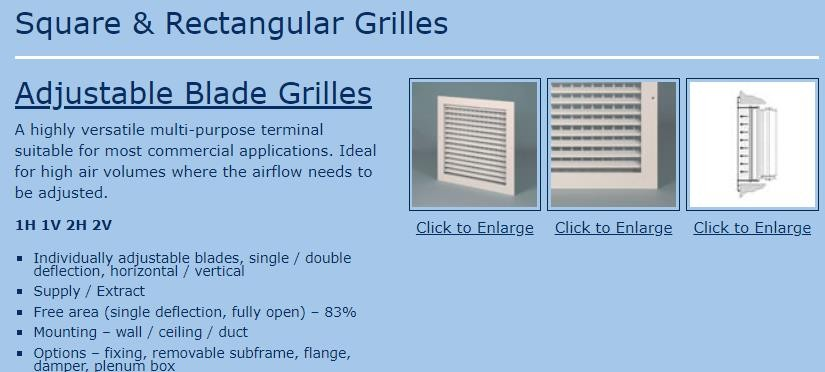 Square & Rectangular Grilles
Adjustable Blade Grilles
A highly versatile multi-purpose terminal
suitable for most commercial applications. Ideal
for high air volumes where the airflow needs to
be adjusted.
1H 1V 2H 2V
Individually adjustable blades, single / double
deflection, horizontal / vertical
Supply / Extract
Free area (single deflection, fully open) – 83%
Mounting – wall / ceiling / duct
Options – fixing, removable subframe, flange,
damper, plenum box
Click to Enlarge
Click to Enlarge
Click to Enlarge